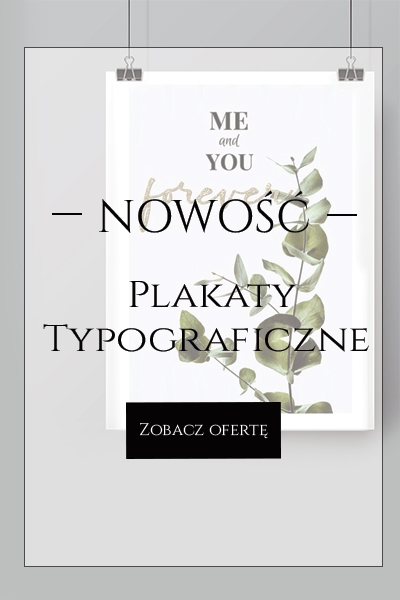 ME
and
YOU
forever
— NOWOŚĆ —
Plakaty
Typograficzne
Zobacz ofertę